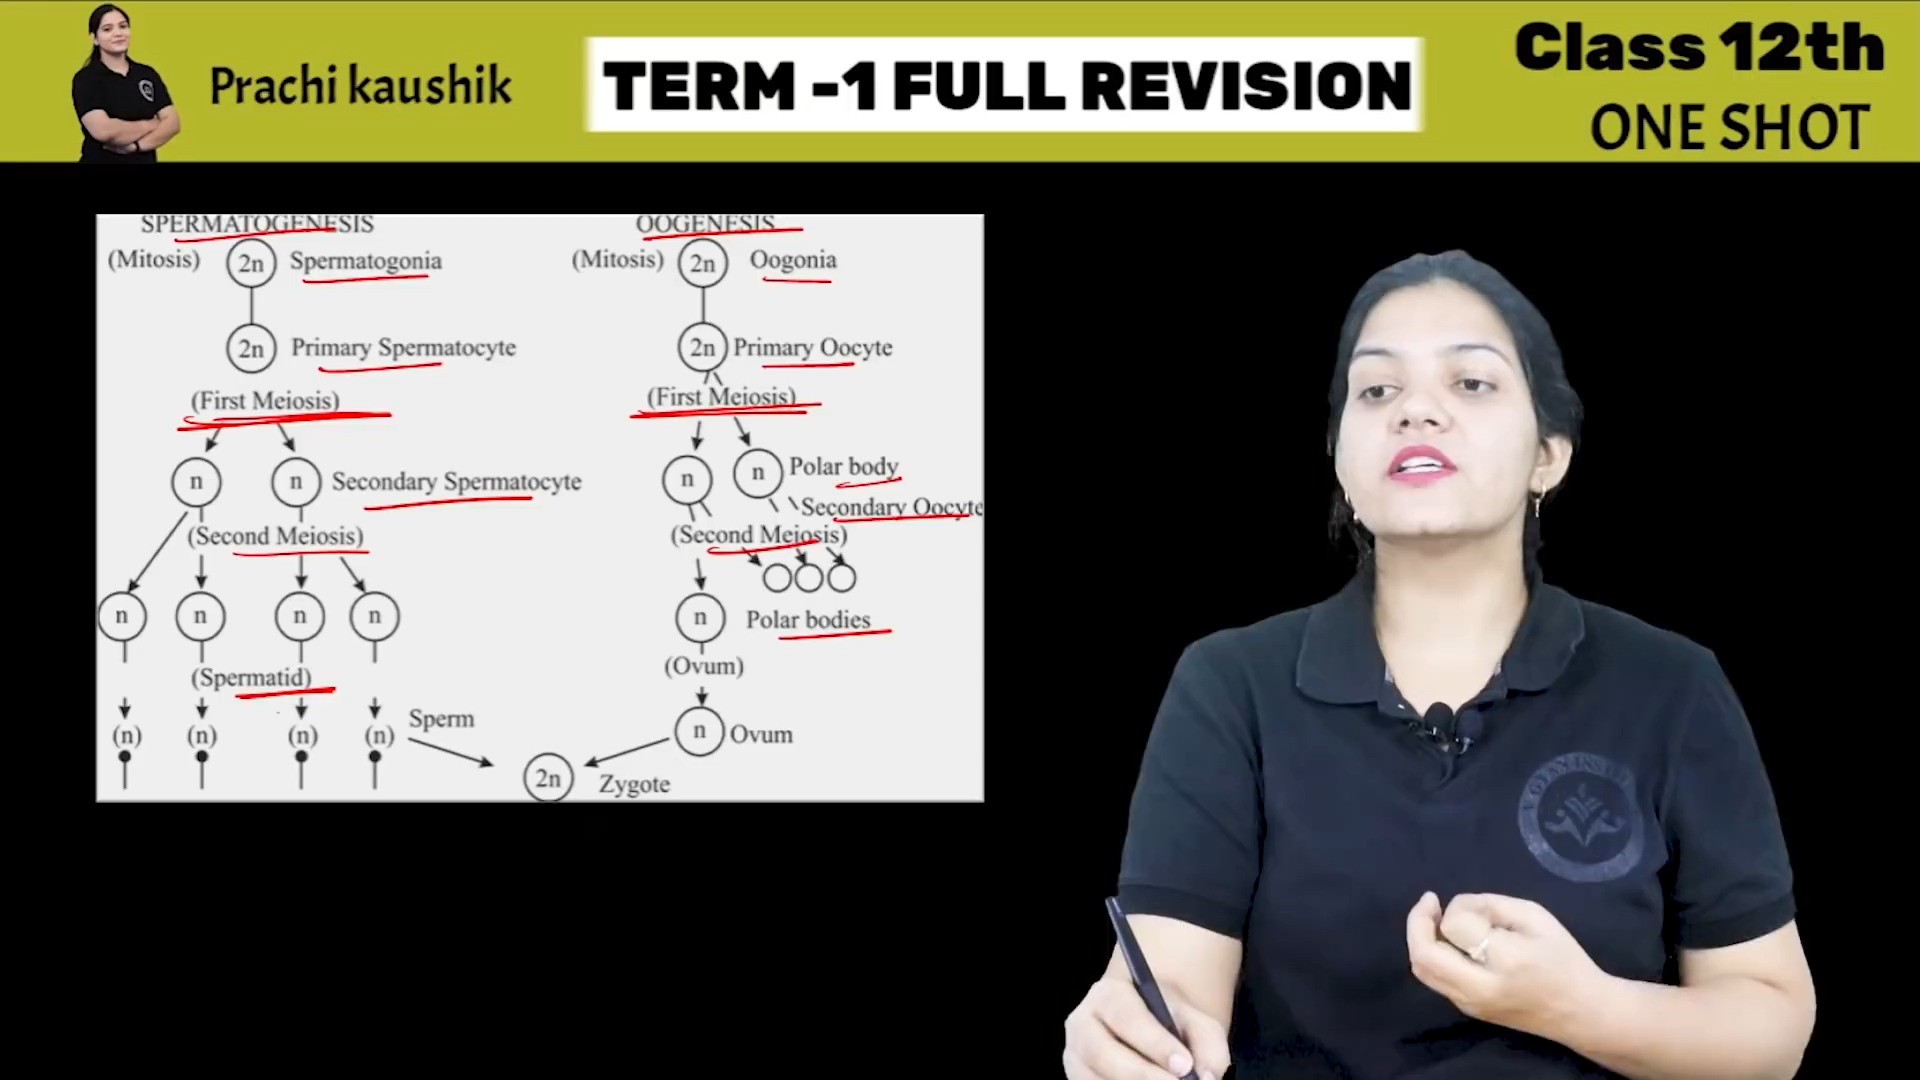 Prachi kaushik
TERM -1 FULL REVISION
Class 12th
ONE SHOT
SPERMATOGENESIS
(Mitosis) 2n Spermatogonia
2n Primary Spermatocyte
(First Meiosis)
n n Secondary Spermatocyte
(Second Meiosis)
n n n n
(Spermatid)
(n) (n) (n) (n) Sperm
OOGENESIS
(Mitosis) 2n Oogonia
2n Primary Oocyte
(First Meiosis)
n n Polar body
Secondary Oocyte
(Second Meiosis)
n Polar bodies
(Ovum)
n Ovum
2n Zygote